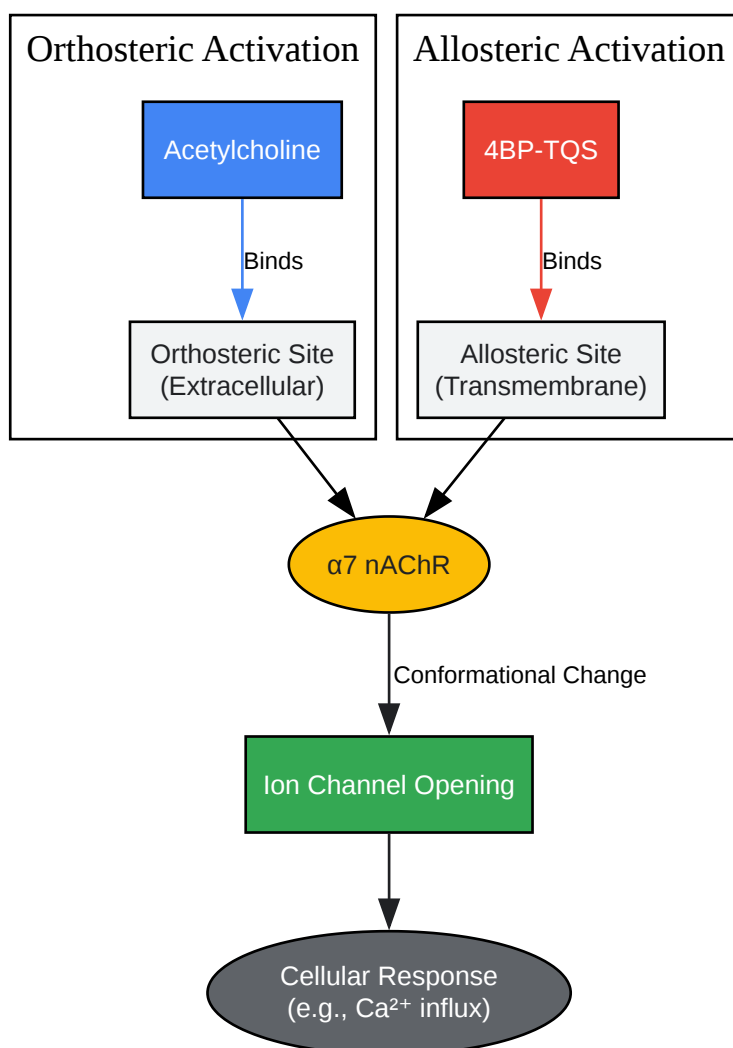 Orthosteric Activation
Allosteric Activation
Acetylcholine
4BP-TQS
Binds
Binds
Orthosteric Site
(Extracellular)
Allosteric Site
(Transmembrane)
α7 nAChR
Conformational Change
Ion Channel Opening
Cellular Response
(e.g., Ca²⁺ influx)